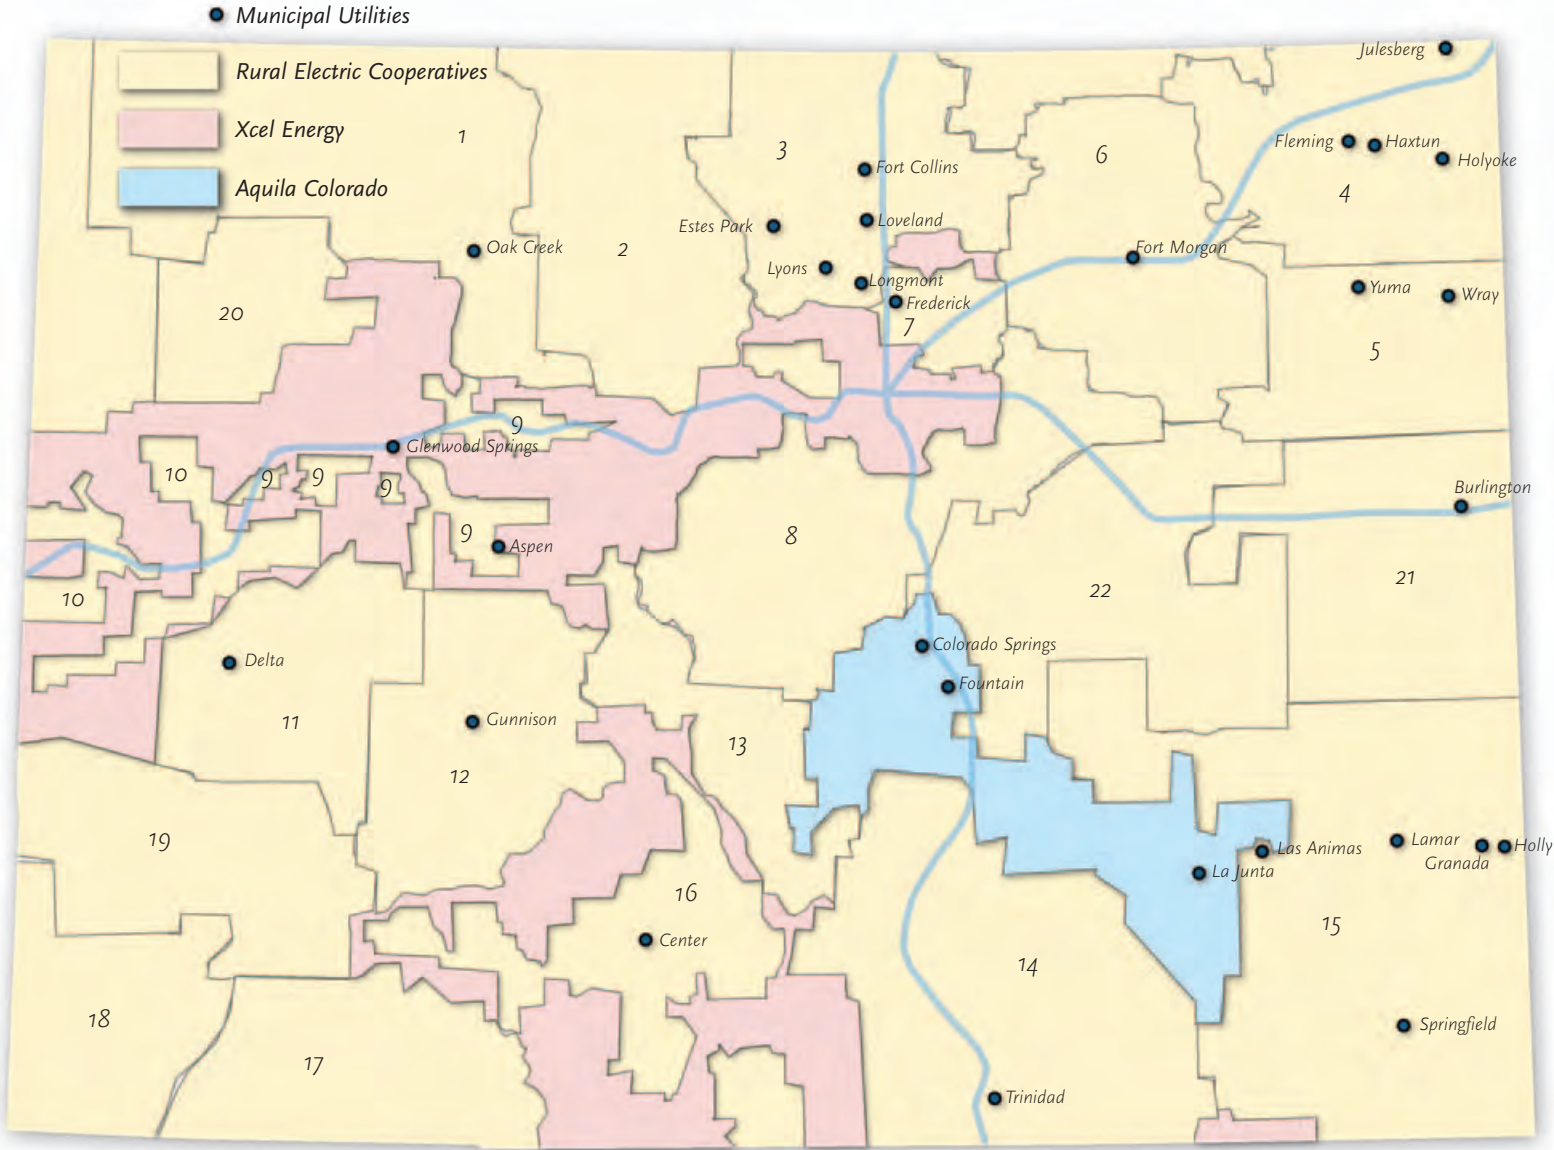 Municipal Utilities
Rural Electric Cooperatives
Xcel Energy
Aquila Colorado
Julesberg
1
3
6
Fleming
Haxtun
Holyoke
Fort Collins
4
Estes Park
Loveland
Oak Creek
2
Fort Morgan
Lyons
Longmont
Yuma
Wray
Frederick
20
7
5
9
Glenwood Springs
10
9
9
9
Burlington
9
Aspen
8
21
22
10
Colorado Springs
Delta
Fountain
11
Gunnison
13
12
19
Lamar
Las Animas
Holly
Granada
La Junta
16
15
Center
14
18
Springfield
17
Trinidad